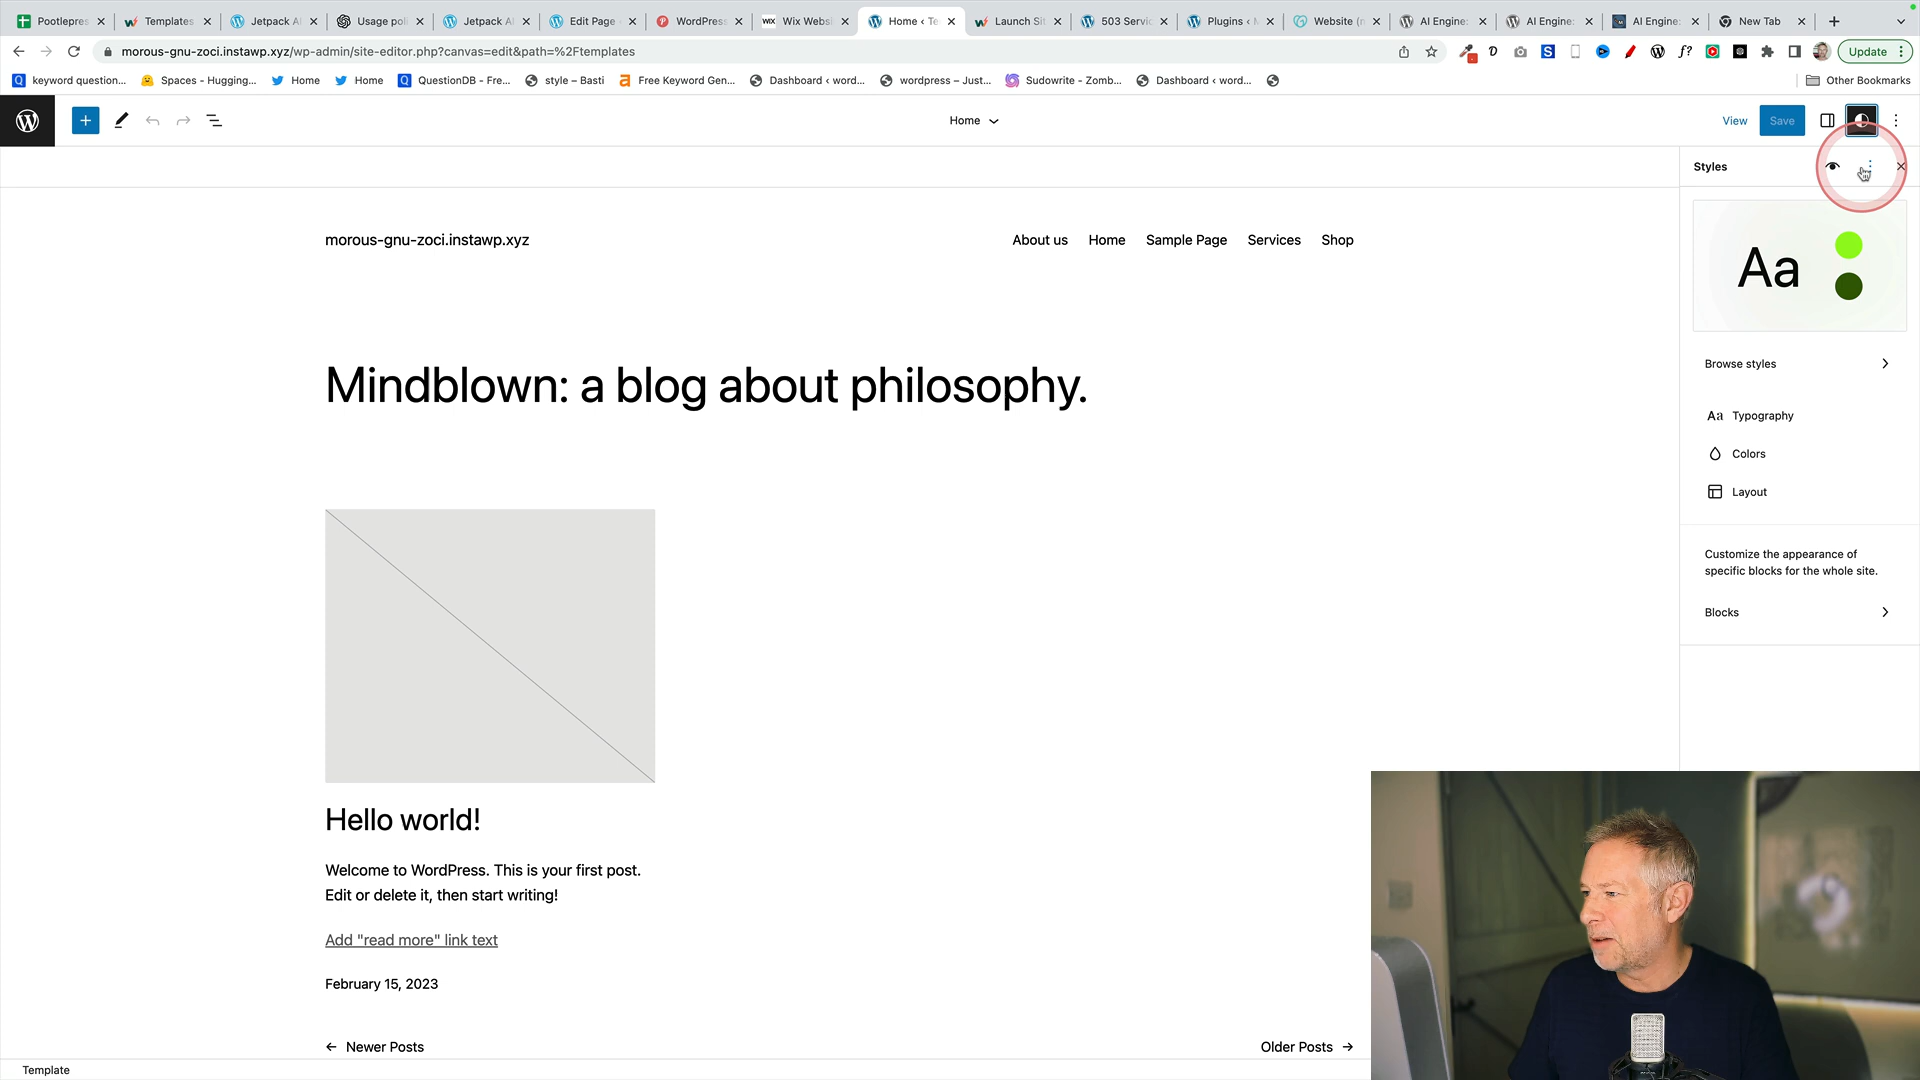 Pootlepres
Templates
Jetpack AI
Usage poli
Jetpack AI
Edit Page
WordPress
WIX Wix Websi
Home ‹ Te
Launch Sit
503 Servic
Plugins ‹ M
Website (n
AI Engine:
AI Engine:
AI Engine:
New Tab
morous-gnu-zoci.instawp.xyz/wp-admin/site-editor.php?canvas=edit&path=%2Ftemplates
Update
keyword question...
Spaces - Hugging...
Home
Home
QuestionDB - Fre...
style – Basti
Free Keyword Gen...
Dashboard ‹ word...
wordpress – Just...
Sudowrite - Zomb...
Dashboard ‹ word...
Other Bookmarks
Home
View
Save
Styles
morous-gnu-zoci.instawp.xyz
About us
Home
Sample Page
Services
Shop
Aa
Mindblown: a blog about philosophy.
Browse styles
Aa Typography
Colors
Layout
Customize the appearance of
specific blocks for the whole site.
Blocks
Hello world!
Welcome to WordPress. This is your first post.
Edit or delete it, then start writing!
Add "read more" link text
February 15, 2023
← Newer Posts
Older Posts →
Template